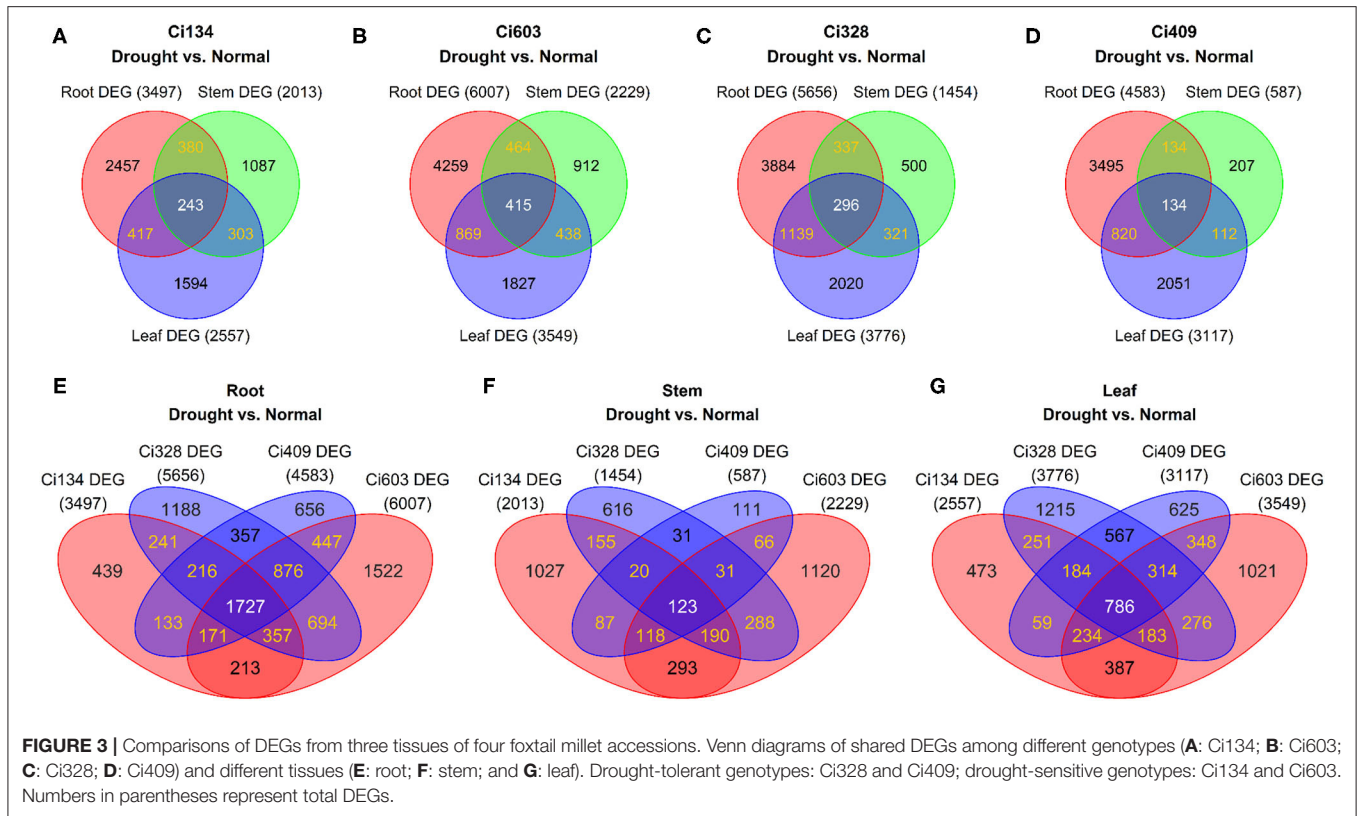 A
Ci134
Drought vs. Normal
Root DEG (3497) Stem DEG (2013)
2457 380 1087
243
417 303
1594
Leaf DEG (2557)
B
Ci603
Drought vs. Normal
Root DEG (6007) Stem DEG (2229)
4259 464 912
415
869 438
1827
Leaf DEG (3549)
C
Ci328
Drought vs. Normal
Root DEG (5656) Stem DEG (1454)
3884 337 500
296
1139 321
2020
Leaf DEG (3776)
D
Ci409
Drought vs. Normal
Root DEG (4583) Stem DEG (587)
3495 134 207
134
820 112
2051
Leaf DEG (3117)
E
Root
Drought vs. Normal
Ci328 DEG Ci409 DEG
(5656) (4583)
Ci134 DEG Ci603 DEG
(3497) (6007)
1188 357 656
241 447
439 216 876 1522
1727
133 171 357 694
213
F
Stem
Drought vs. Normal
Ci328 DEG Ci409 DEG
(1454) (587)
Ci134 DEG Ci603 DEG
(2013) (2229)
616 31 111
155 66
1027 20 31 1120
123
87 118 190 288
293
G
Leaf
Drought vs. Normal
Ci328 DEG Ci409 DEG
(3776) (3117)
Ci134 DEG Ci603 DEG
(2557) (3549)
1215 567 625
251 348
473 184 314 1021
786
59 234 183 276
387
FIGURE 3 | Comparisons of DEGs from three tissues of four foxtail millet accessions. Venn diagrams of shared DEGs among different genotypes (A: Ci134; B: Ci603;
C: Ci328; D: Ci409) and different tissues (E: root; F: stem; and G: leaf). Drought-tolerant genotypes: Ci328 and Ci409; drought-sensitive genotypes: Ci134 and Ci603.
Numbers in parentheses represent total DEGs.